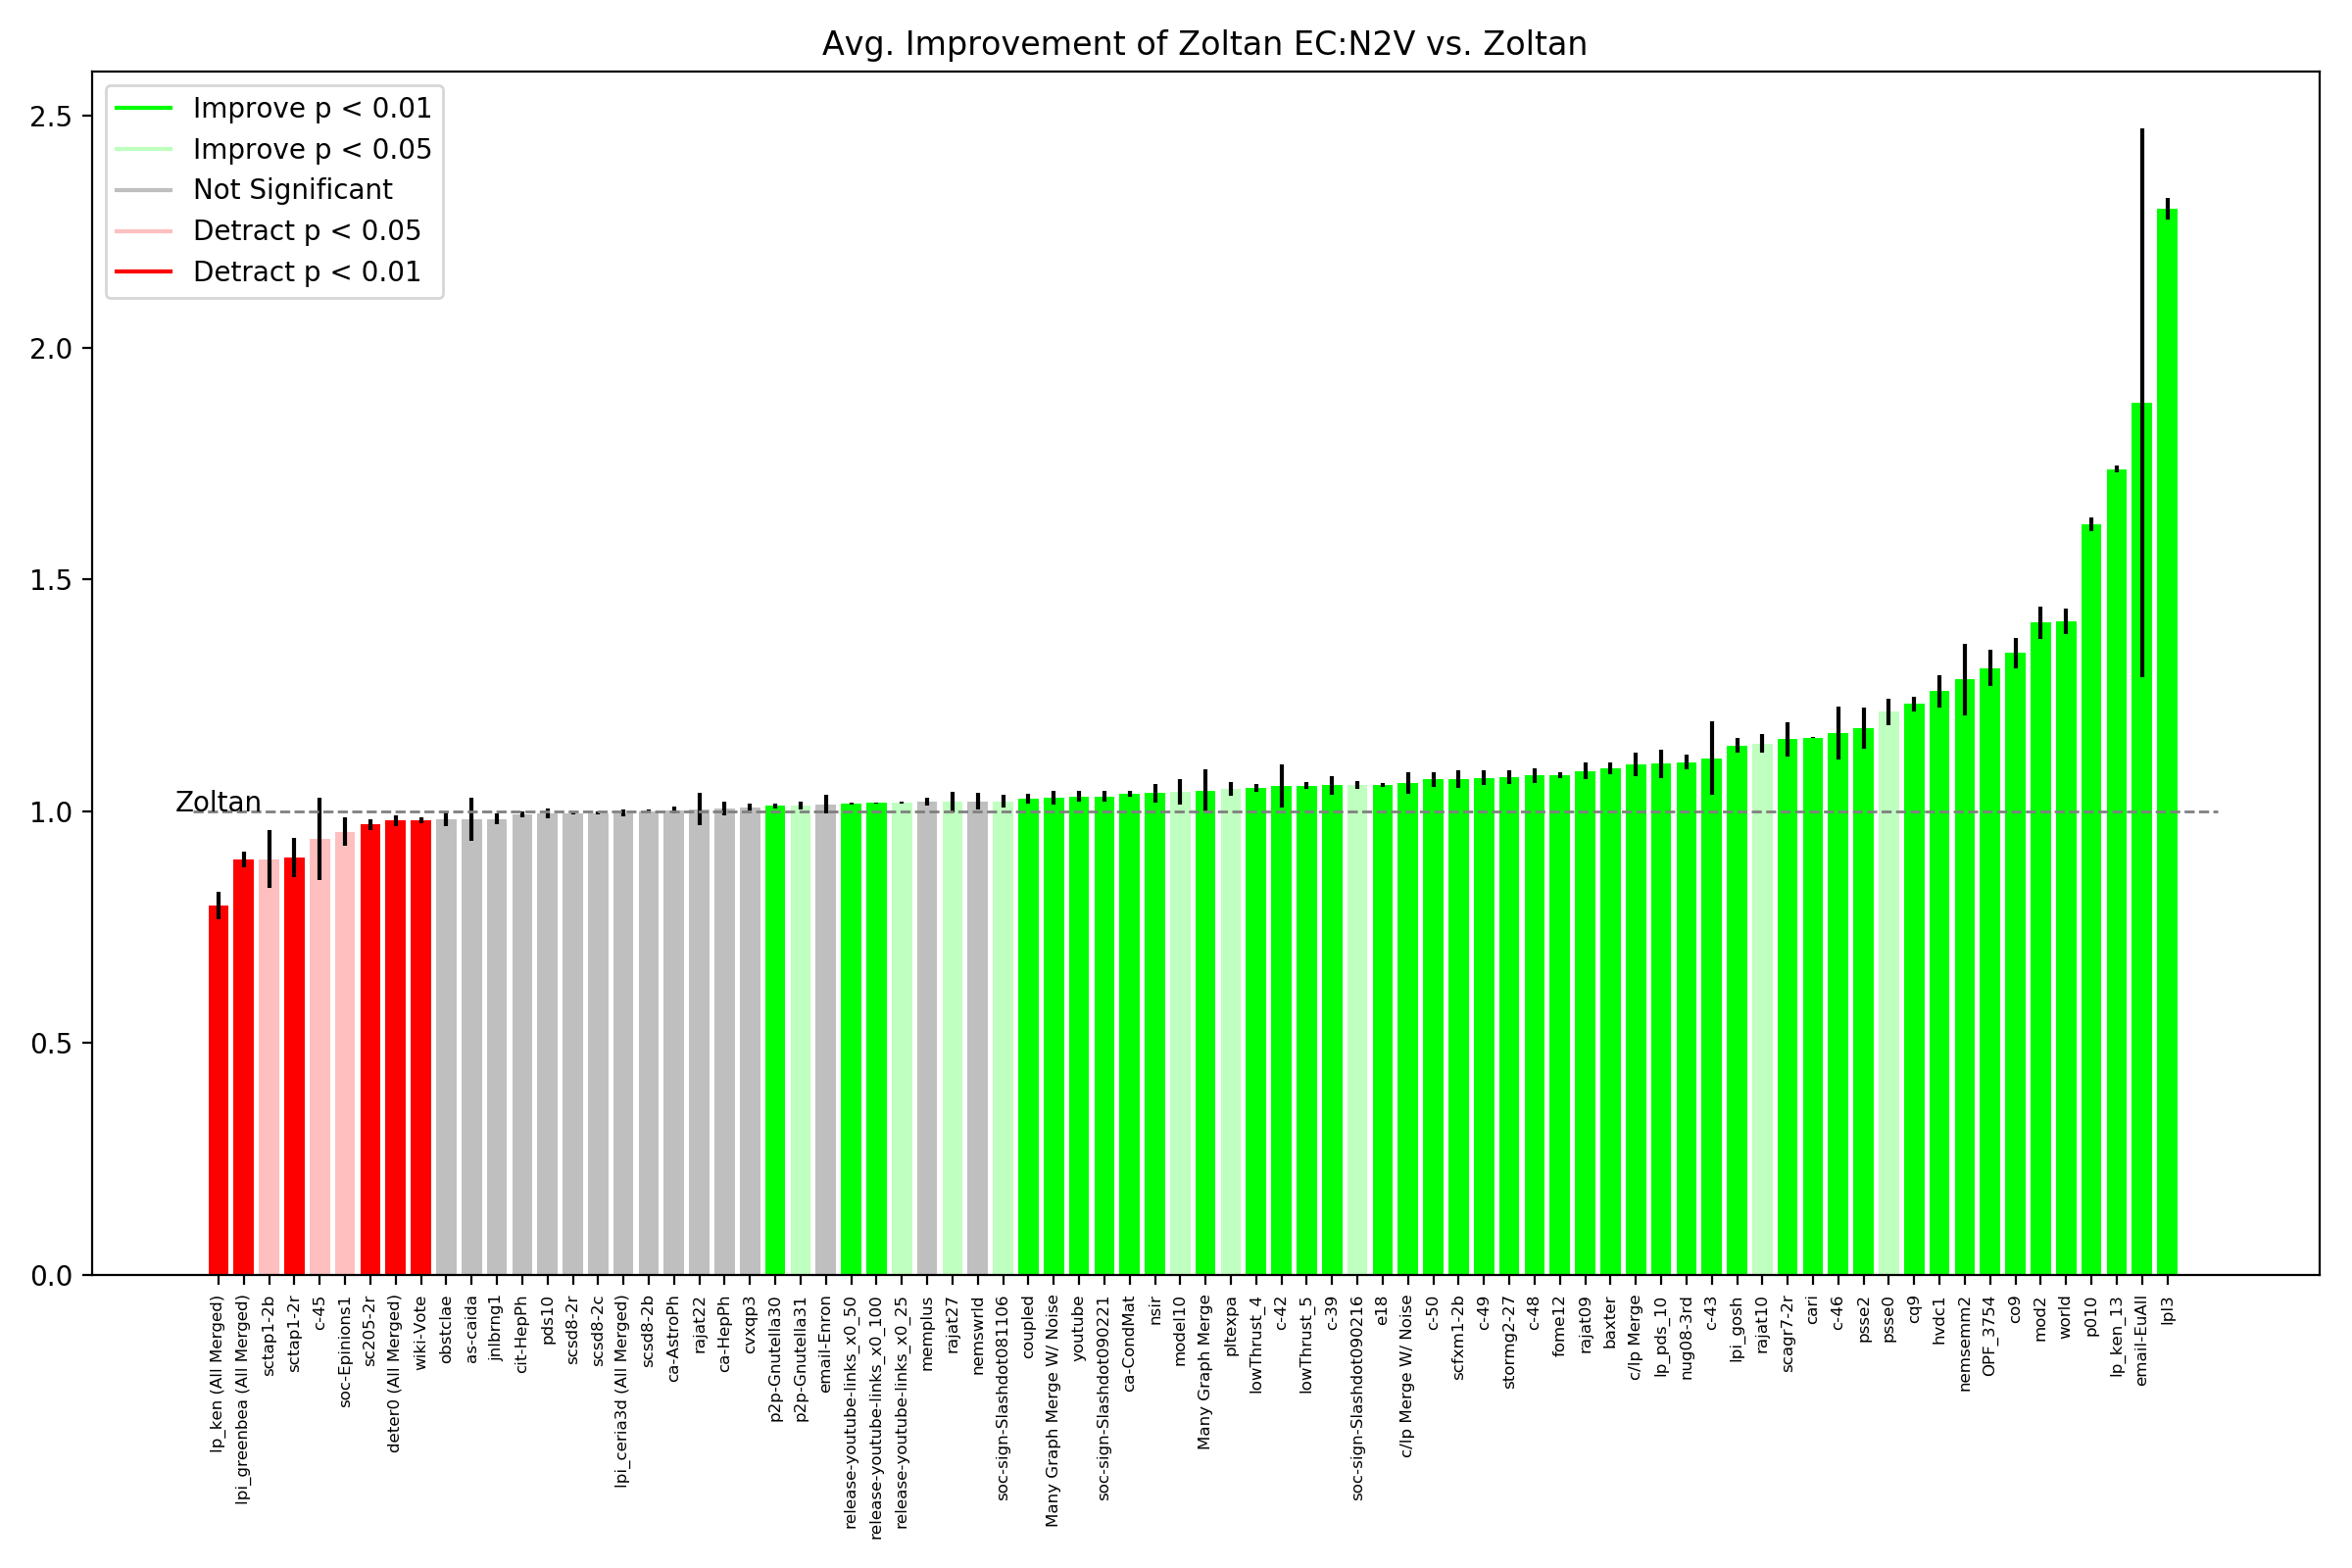 Avg. Improvement of Zoltan EC:N2V vs. Zoltan
Improve p < 0.01
Improve p < 0.05
Not Significant
Detract p < 0.05
Detract p < 0.01
2.5
2.0
1.5
1.0
0.5
0.0
Zoltan
lp_ken (All Merged)
lpi_greenbea (All Merged)
sctap1-2b
sctap1-2r
c-45
soc-Epinions1
sc205-2r
deter0 (All Merged)
wiki-Vote
obstclae
as-caida
jnlbrng1
cit-HepPh
pds10
scsd8-2r
scsd8-2c
lpi_ceria3d (All Merged)
scsd8-2b
ca-AstroPh
rajat22
ca-HepPh
cvxqp3
p2p-Gnutella30
p2p-Gnutella31
email-Enron
release-youtube-links_x0_50
release-youtube-links_x0_100
release-youtube-links_x0_25
memplus
rajat27
nemswrld
soc-sign-Slashdot081106
coupled
Many Graph Merge W/ Noise
youtube
soc-sign-Slashdot090221
ca-CondMat
nsir
model10
Many Graph Merge
pltexpa
lowThrust_4
c-42
lowThrust_5
c-39
soc-sign-Slashdot090216
e18
c/lp Merge W/ Noise
c-50
scfxm1-2b
c-49
stormg2-27
c-48
fome12
rajat09
baxter
c/lp Merge
lp_pds_10
nug08-3rd
c-43
lpi_gosh
rajat10
scagr7-2r
cari
c-46
psse2
psse0
cq9
hvdc1
nemsemm2
OPF_3754
co9
mod2
world
p010
lp_ken_13
email-EuAll
lpl3